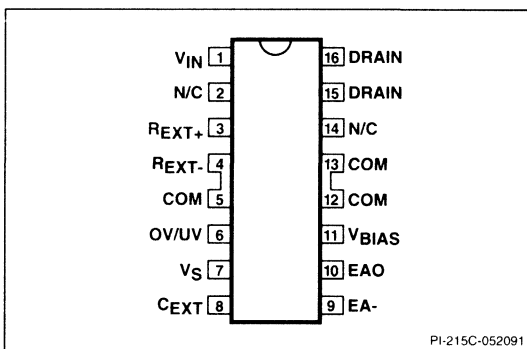 VIN 1 16 DRAIN
N/C 2 15 DRAIN
REXT+ 3 14 N/C
REXT- 4 13 COM
COM 5 12 COM
OV/UV 6 11 VBIAS
VS 7 10 EAO
CEXT 8 9 EA-
PI-215C-052091